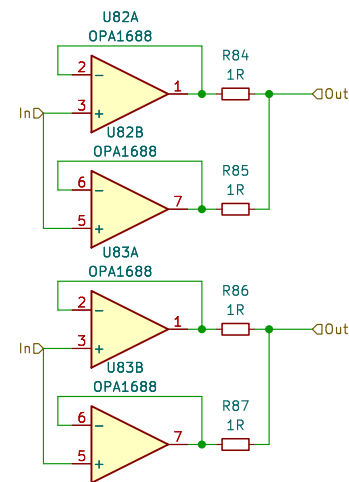 U82A
OPA1688
2
1
R84
1R
Out
In
3
U82B
OPA1688
6
7
R85
1R
5
U83A
OPA1688
2
1
R86
1R
Out
In
3
U83B
OPA1688
6
7
R87
1R
5